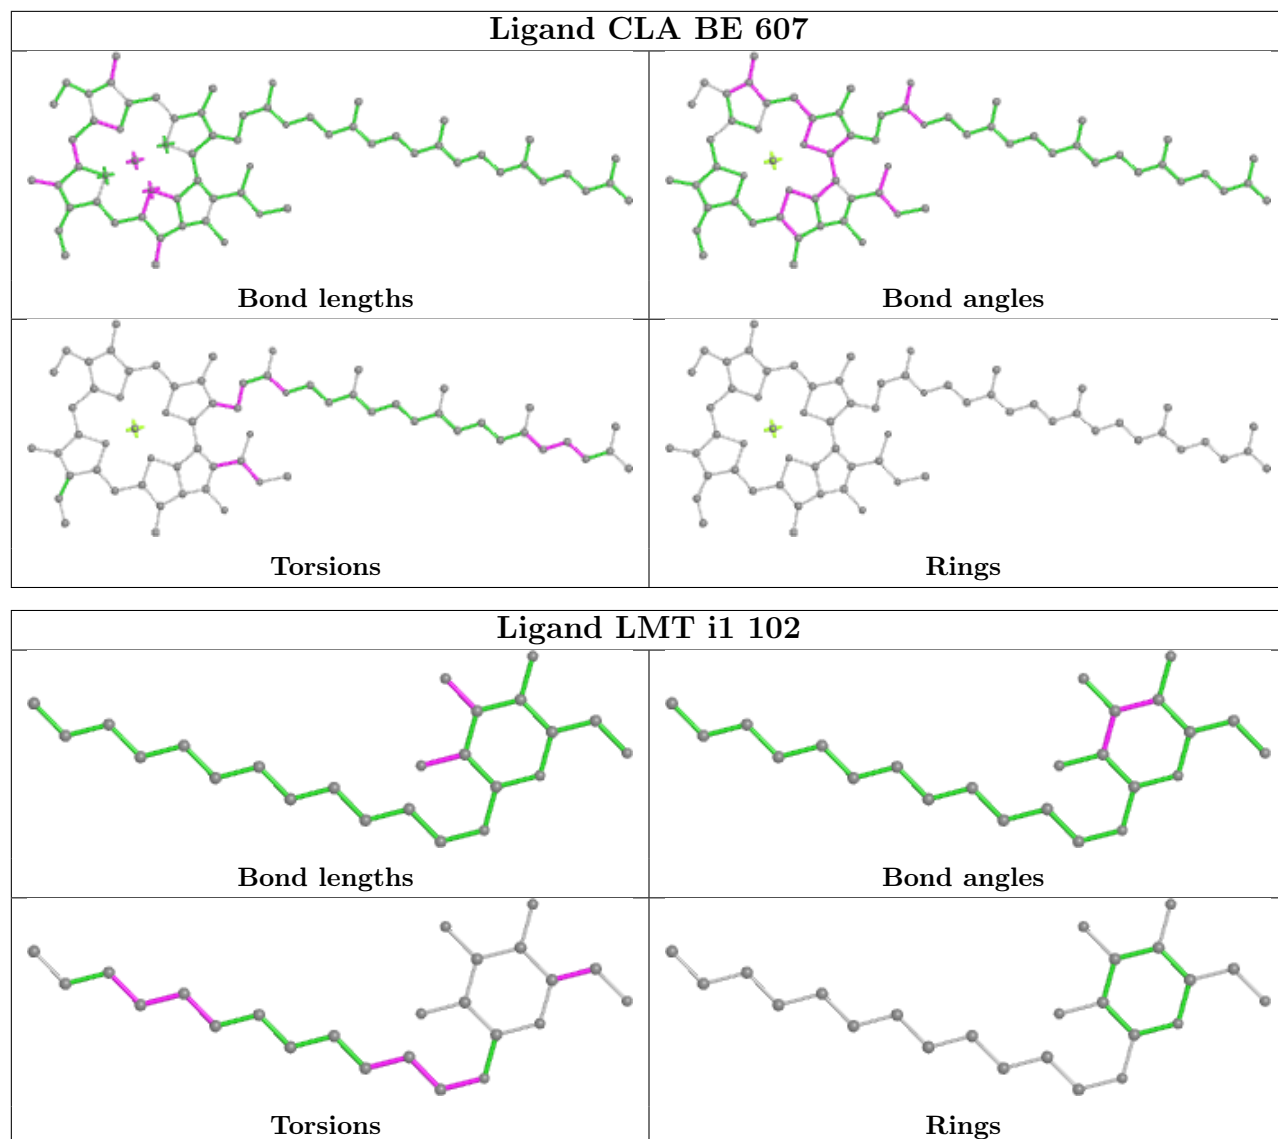 Ligand CLA BE 607
Bond lengths
Bond angles
Torsions
Rings
Ligand LMT i1 102
Bond lengths
Bond angles
Torsions
Rings